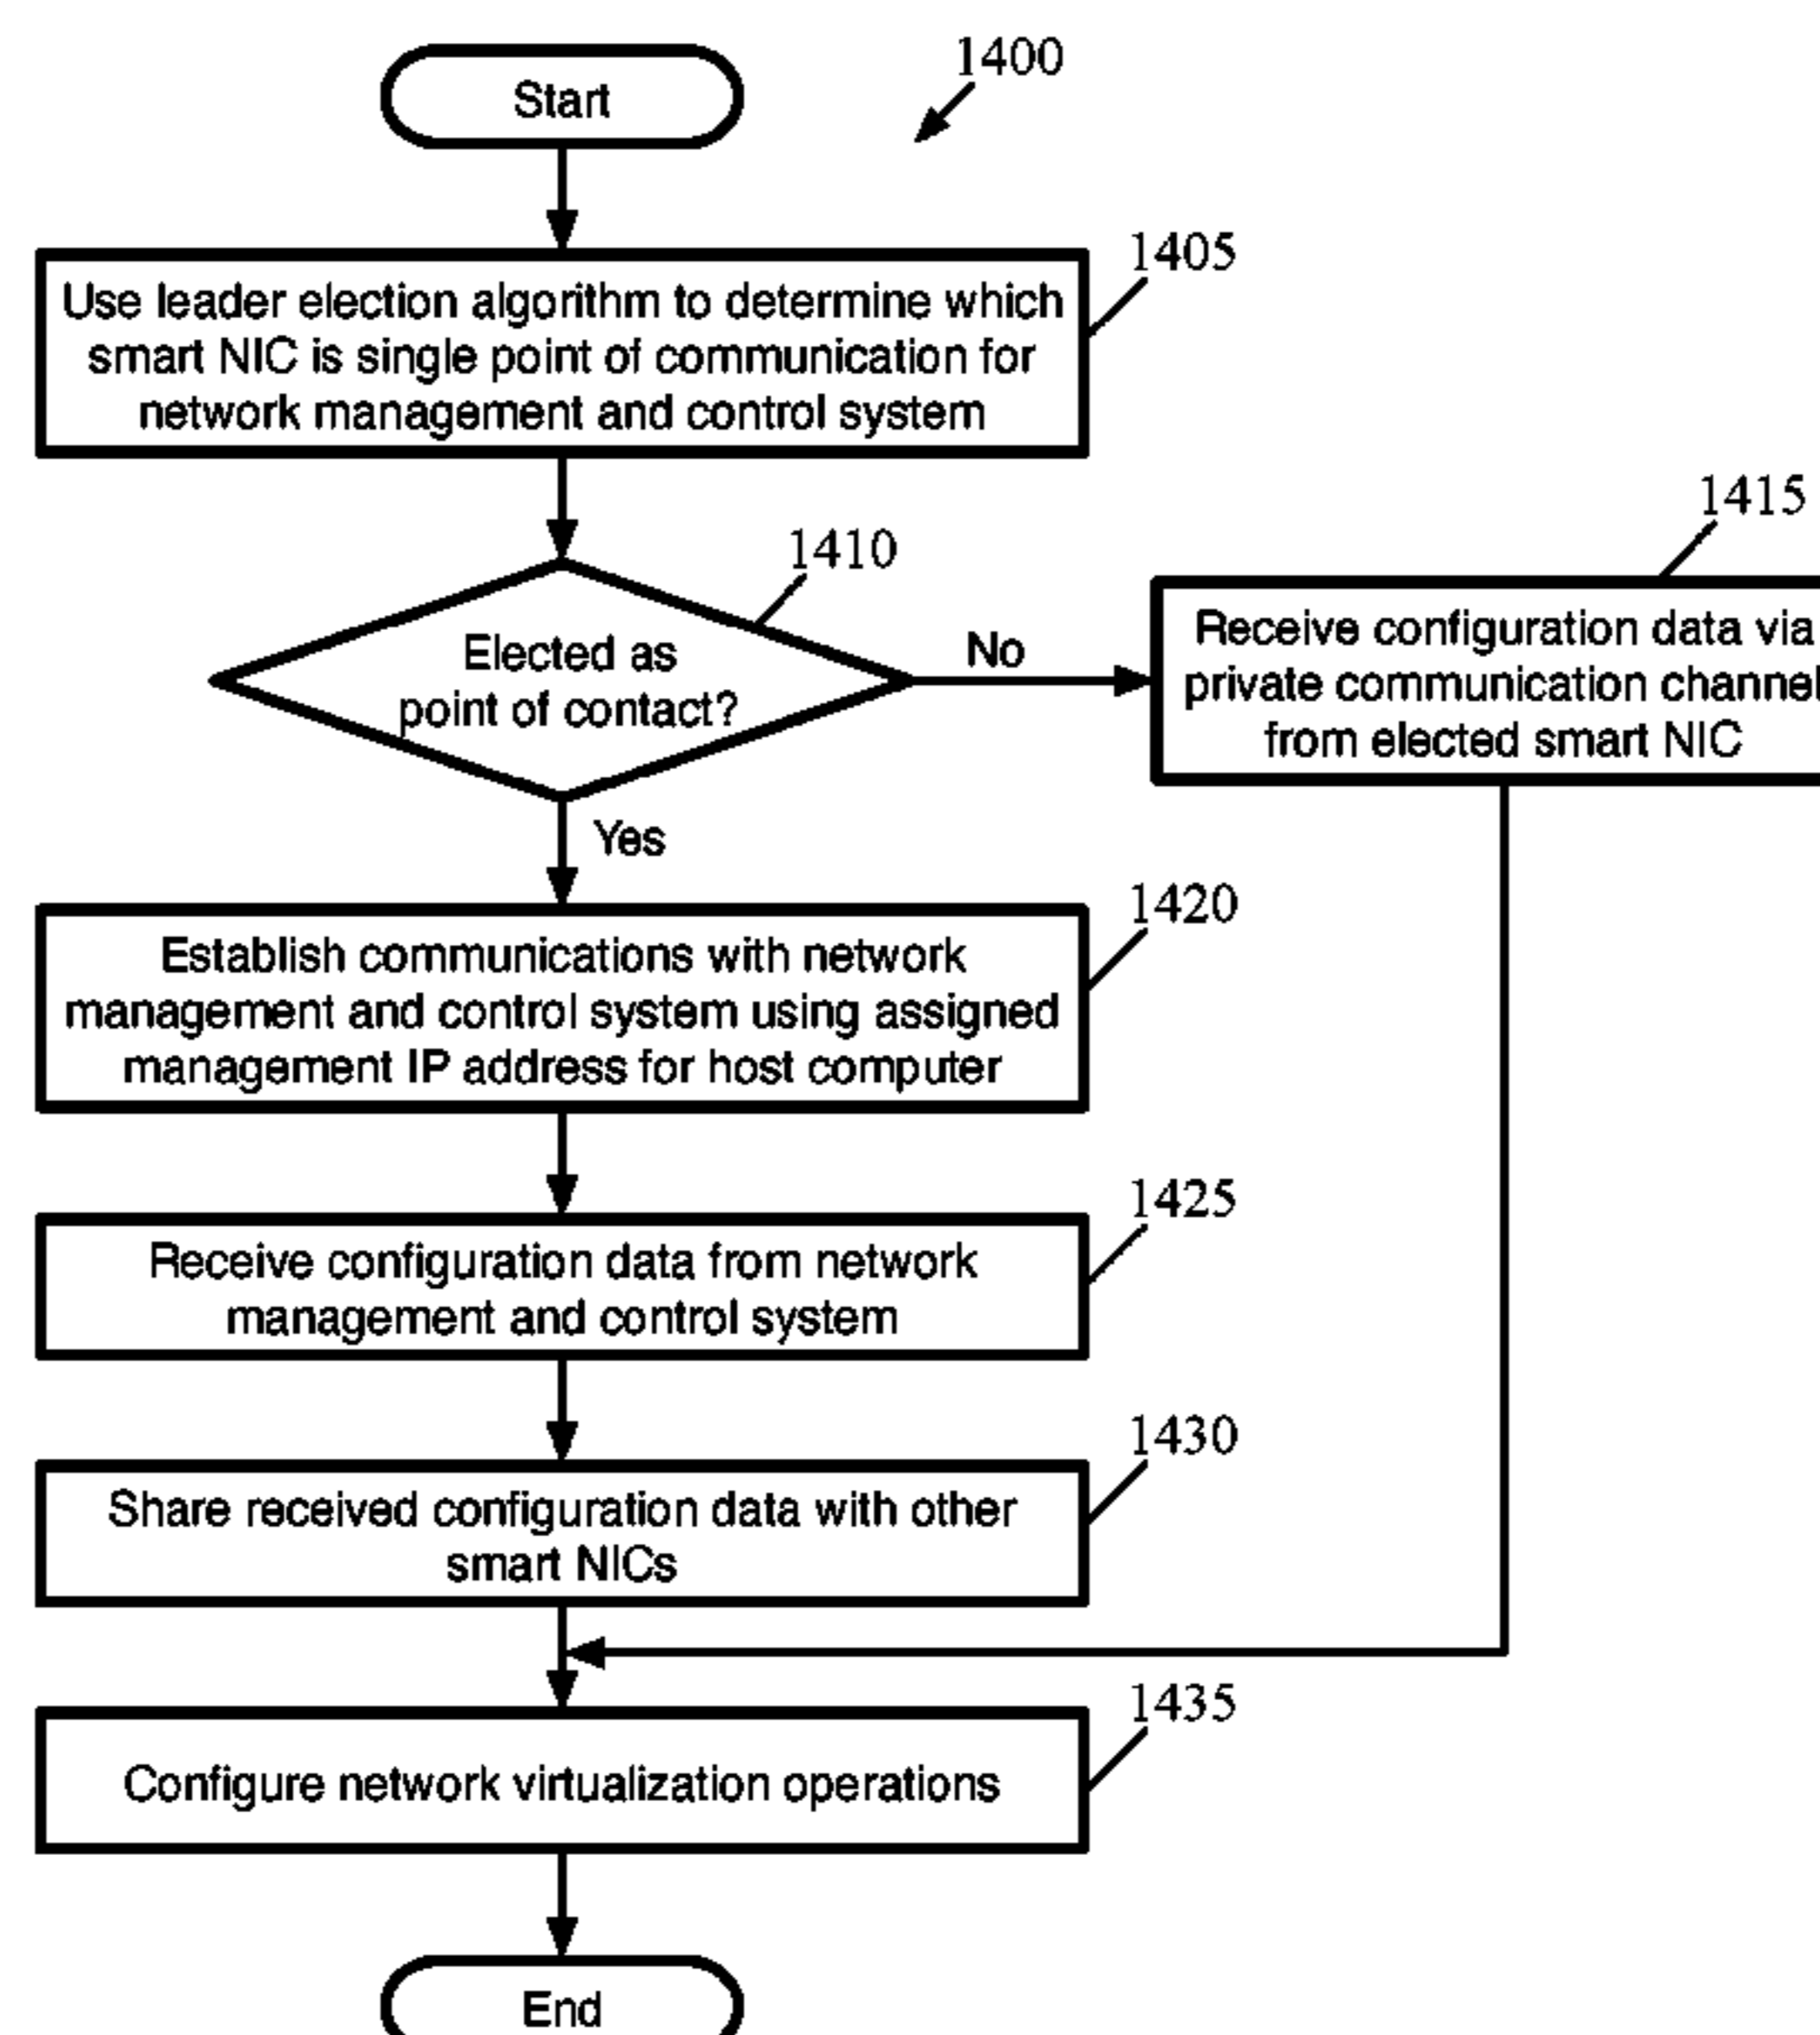 Start
1400
1405
Use leader election algorithm to determine which
smart NIC is single point of communication for
network management and control system
1410
Elected as
point of contact?
No
Yes
1415
Receive configuration data via
private communication channel
from elected smart NIC
1420
Establish communications with network
management and control system using assigned
management IP address for host computer
1425
Receive configuration data from network
management and control system
1430
Share received configuration data with other
smart NICs
1435
Configure network virtualization operations
End